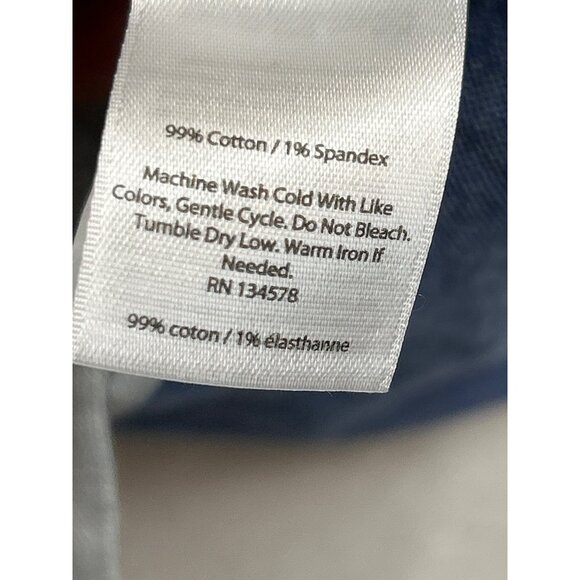 99% Cotton / 1% Spandex
Machine Wash Cold With Like
Colors, Gentle Cycle. Do Not Bleach.
Tumble Dry Low. Warm Iron If
Needed.
RN 134578
99% coton / 1% élasthanne